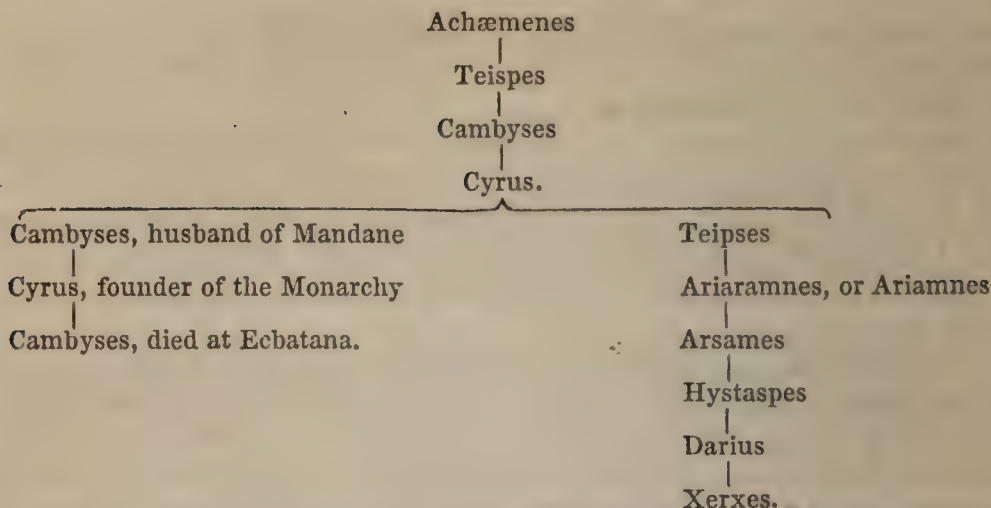 Achæmenes
Teispes
Cambyses
Cyrus.
Cambyses, husband of Mandane
Cyrus, founder of the Monarchy
Cambyses, died at Ecbatana.
Teipses
Ariaramnes, or Ariamnes
Arsames
Hystaspes
Darius
Xerxes.